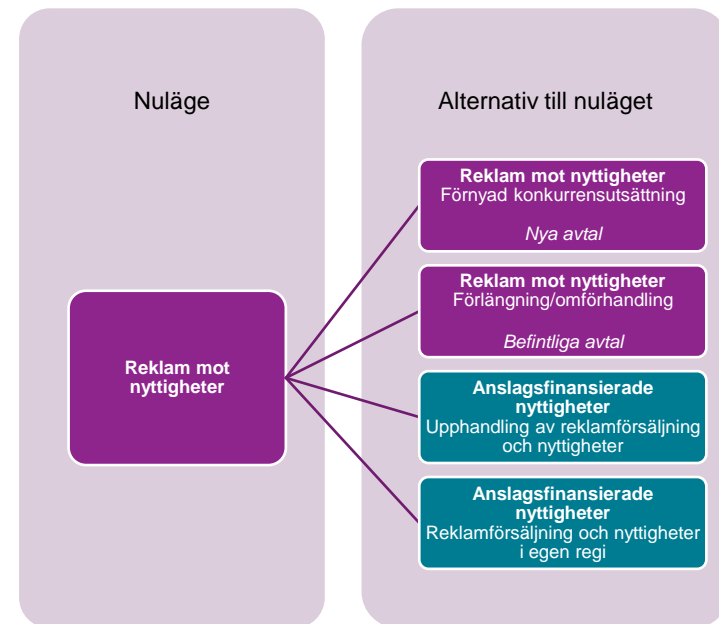 Nuläge
Reklam mot
nyttigheter
Alternativ till nuläget
Reklam mot nyttigheter
Förnyad konkurrensutsättning
Nya avtal
Reklam mot nyttigheter
Förlängning/omförhandling
Befintliga avtal
Anslagsfinansierade
nyttigheter
Upphandling av reklamförsäljning
och nyttigheter
Anslagsfinansierade
nyttigheter
Reklamförsäljning och nyttigheter
i egen regi